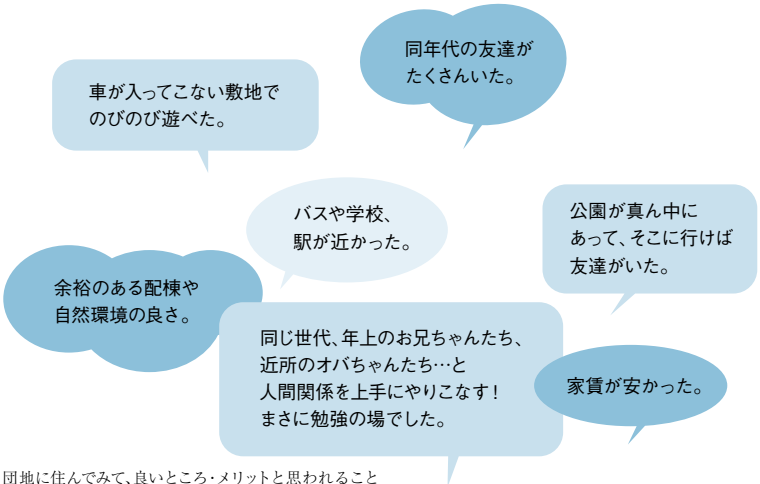 同年代の友達が
たくさんいた。
車が入ってこない敷地で
のびのび遊べた。
バスや学校、
駅が近かった。
公園が真ん中に
あって、そこに行けば
友達がいた。
余裕のある配棟や
自然環境の良さ。
同じ世代、年上のお兄ちゃんたち、
近所のオバちゃんたち…と
人間関係を上手にやりこなす！
まさに勉強の場でした。
家賃が安かった。
団地に住んでみて、良いところ・メリットと思われること